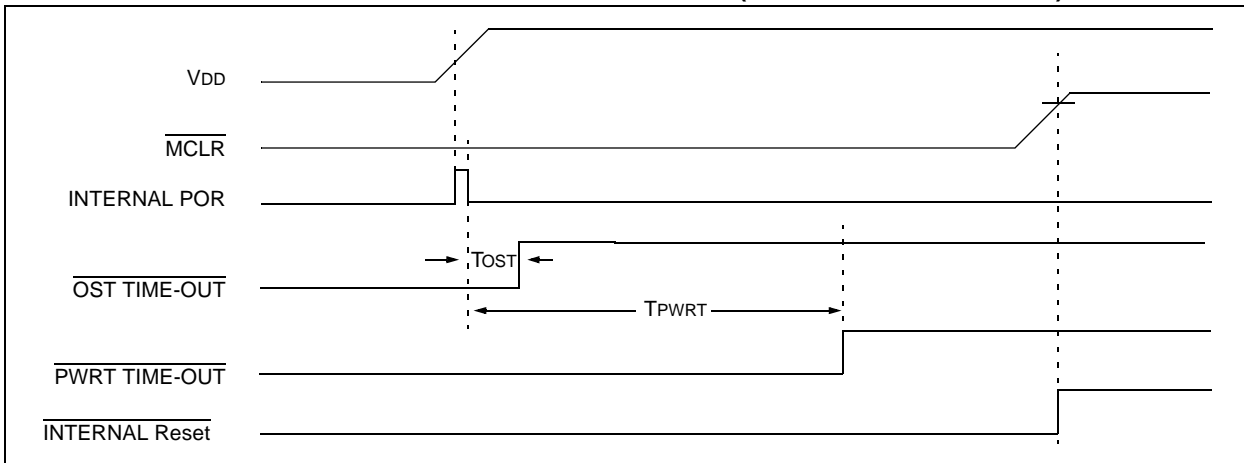 VDD
MCLR
INTERNAL POR
TOST
OST TIME-OUT
TPWRT
PWRT TIME-OUT
INTERNAL Reset